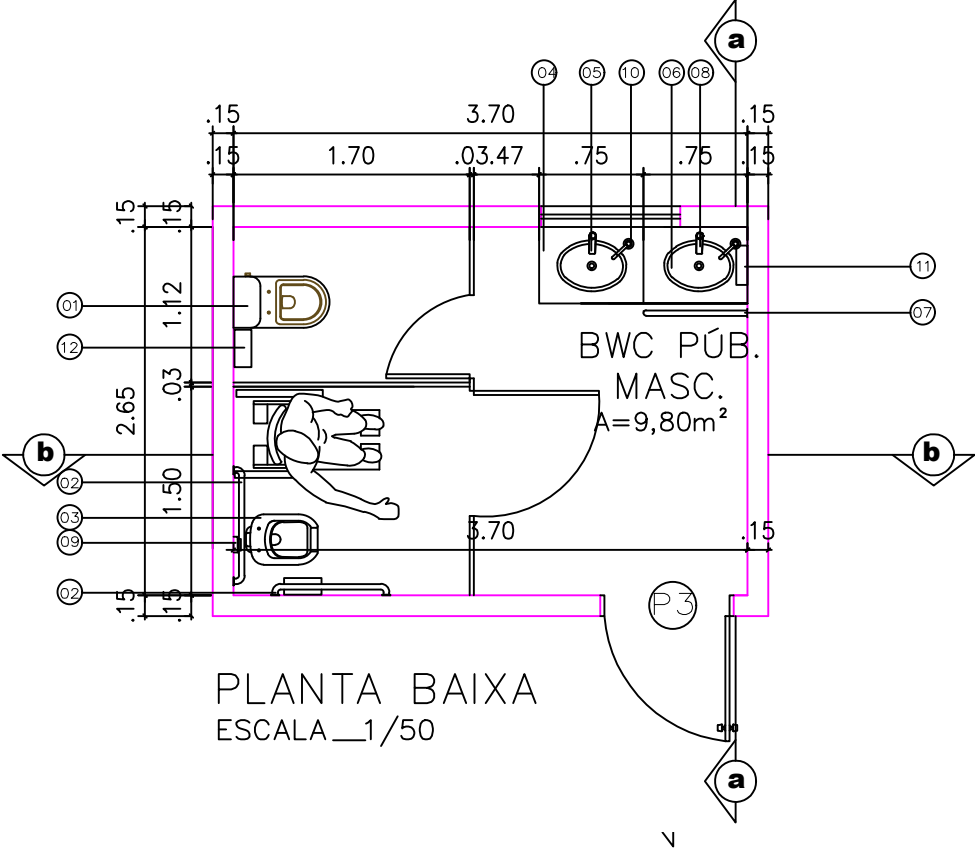 a
04 05 10 06 08
.15 3.70 .15
.15 1.70 .03 .47 .75 .75 .15
.15 .15
11
01
1.12
07
12
BWC PÚB.
MASC.
.03
2.65
A=9,80m²
b b
02
1.50
03
3.70 .15
09
02
.15 .15
P3
PLANTA BAIXA
ESCALA__1/50
a